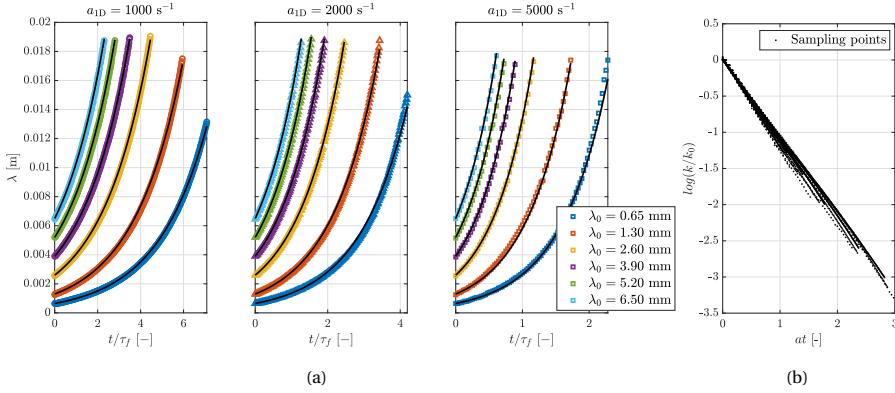 a1D = 1000 s⁻¹
a1D = 2000 s⁻¹
a1D = 5000 s⁻¹
0.02
0.018
0.016
0.014
0.012
0.01
0.008
0.006
0.004
0.002
0
λ [m]
0 2 4 6
t/τf [−]
0 2 4
t/τf [−]
0 1 2
t/τf [−]
λ0 = 0.65 mm
λ0 = 1.30 mm
λ0 = 2.60 mm
λ0 = 3.90 mm
λ0 = 5.20 mm
λ0 = 6.50 mm
(a)
Sampling points
0.5
0
−0.5
−1
−1.5
−2
−2.5
−3
−3.5
log(k/k0)
0 1 2 3
at [-]
(b)